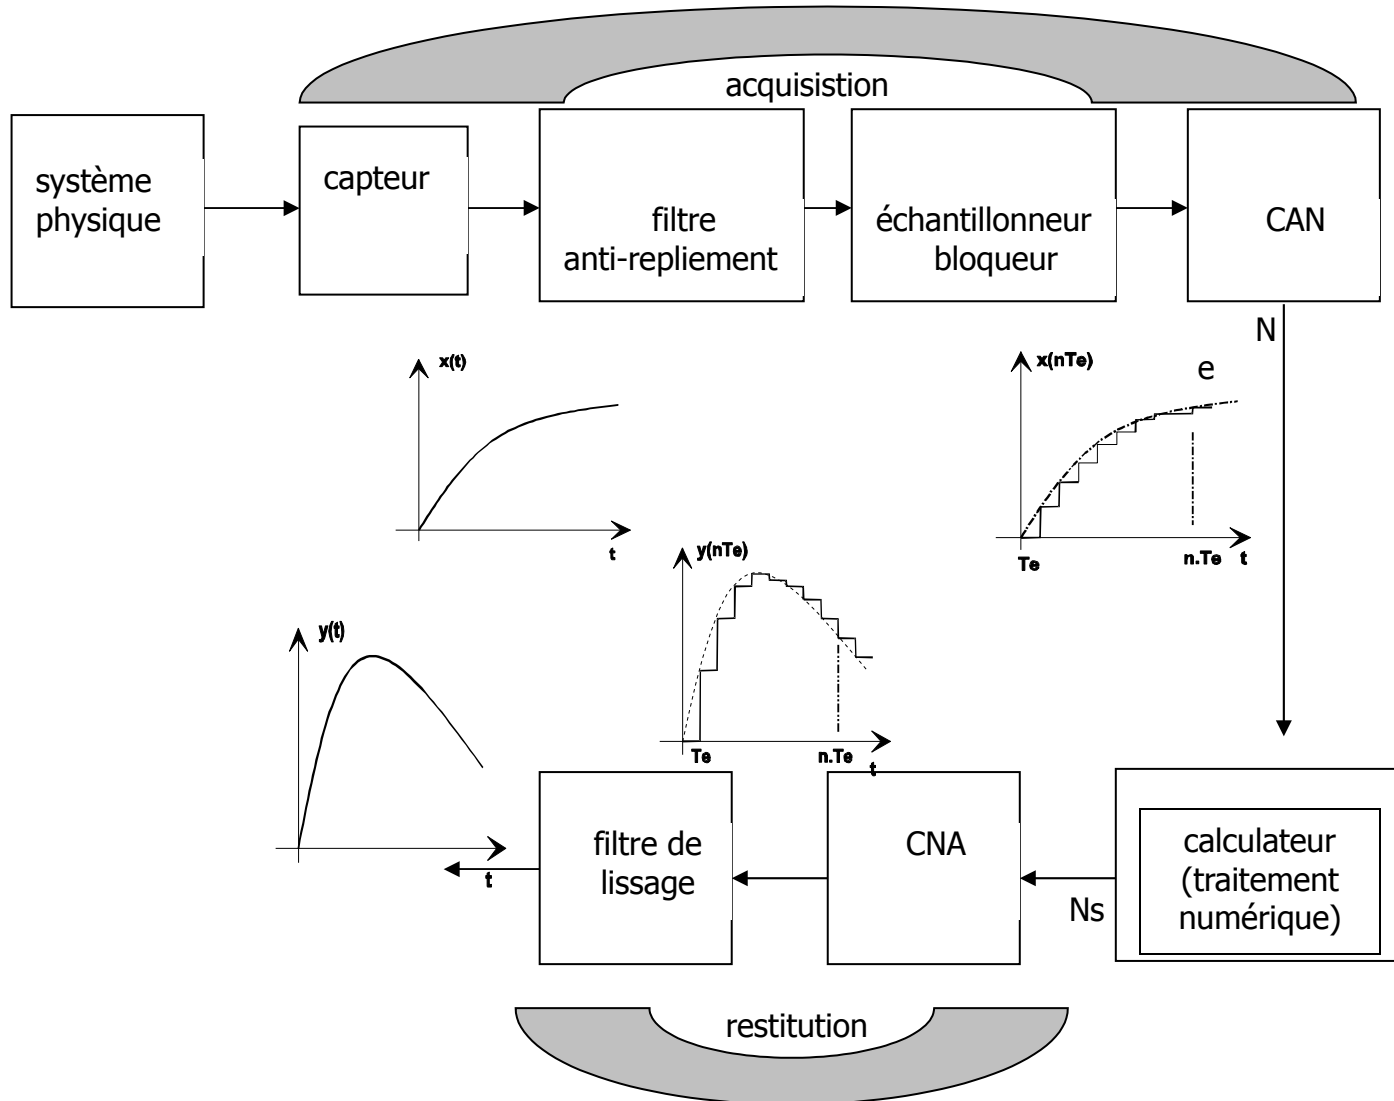 acquisistion
système
physique
capteur
filtre
anti-repliement
échantillonneur
bloqueur
CAN
N
x(t)
t
x(nTe)
e
Te
n.Te
t
y(nTe)
Te
n.Te
t
y(t)
t
filtre de
lissage
CNA
Ns
calculateur
(traitement
numérique)
restitution